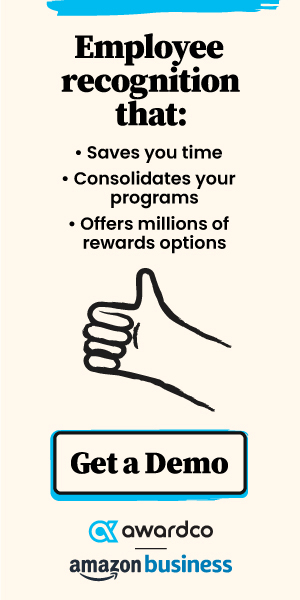 Employee
recognition
that:
• Saves you time
• Consolidates your
programs
• Offers millions of
rewards options
Get a Demo
awardco
amazon business